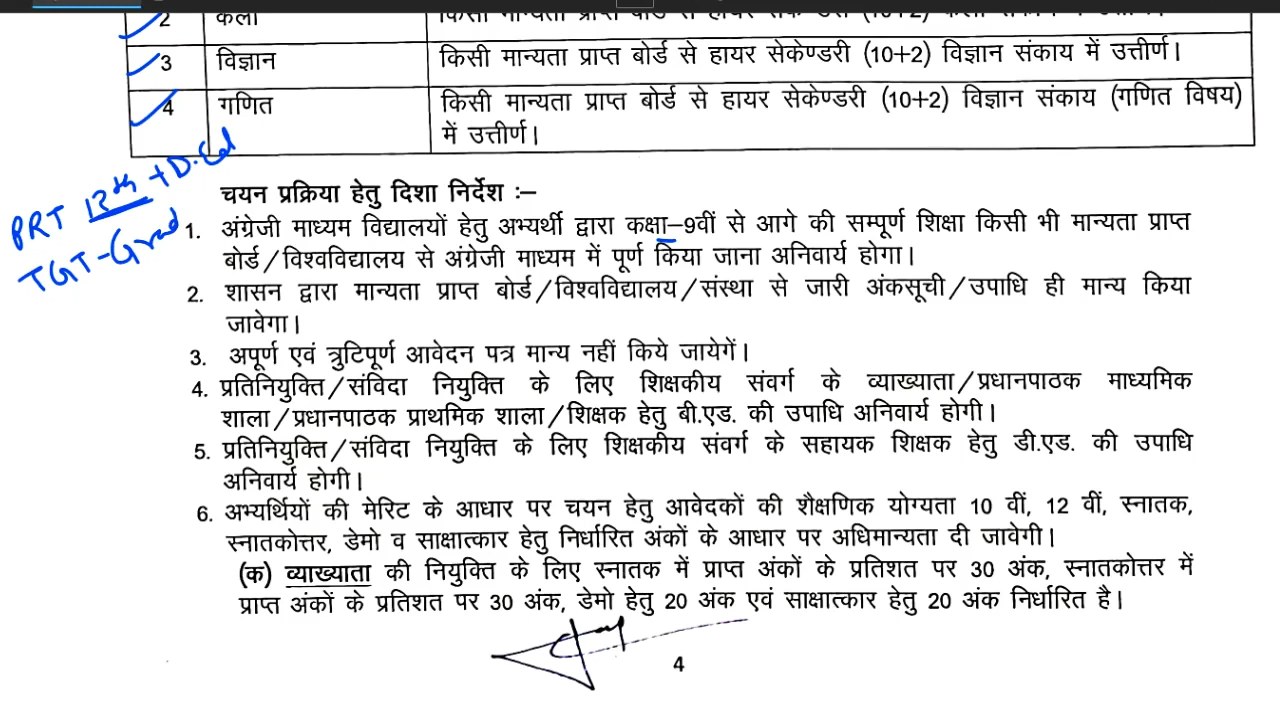 2 कला
3 विज्ञान किसी मान्यता प्राप्त बोर्ड से हायर सेकेण्डरी (10+2) विज्ञान संकाय में उत्तीर्ण।
4 गणित किसी मान्यता प्राप्त बोर्ड से हायर सेकेण्डरी (10+2) विज्ञान संकाय (गणित विषय)
में उत्तीर्ण।
PRT 12th + D.Ed
TGT - Grad
चयन प्रक्रिया हेतु दिशा निर्देश :–
1. अंग्रेजी माध्यम विद्यालयों हेतु अभ्यर्थी द्वारा कक्षा–9वीं से आगे की सम्पूर्ण शिक्षा किसी भी मान्यता प्राप्त
बोर्ड/विश्वविद्यालय से अंग्रेजी माध्यम में पूर्ण किया जाना अनिवार्य होगा।
2. शासन द्वारा मान्यता प्राप्त बोर्ड/विश्वविद्यालय/संस्था से जारी अंकसूची/उपाधि ही मान्य किया
जावेगा।
3. अपूर्ण एवं त्रुटिपूर्ण आवेदन पत्र मान्य नहीं किये जायेगें।
4. प्रतिनियुक्ति/संविदा नियुक्ति के लिए शिक्षकीय संवर्ग के व्याख्याता/प्रधानपाठक माध्यमिक
शाला/प्रधानपाठक प्राथमिक शाला/शिक्षक हेतु बी.एड. की उपाधि अनिवार्य होगी।
5. प्रतिनियुक्ति/संविदा नियुक्ति के लिए शिक्षकीय संवर्ग के सहायक शिक्षक हेतु डी.एड. की उपाधि
अनिवार्य होगी।
6. अभ्यर्थियों की मेरिट के आधार पर चयन हेतु आवेदकों की शैक्षणिक योग्यता 10 वीं, 12 वीं, स्नातक,
स्नातकोत्तर, डेमो व साक्षात्कार हेतु निर्धारित अंकों के आधार पर अधिमान्यता दी जावेगी।
(क) व्याख्याता की नियुक्ति के लिए स्नातक में प्राप्त अंकों के प्रतिशत पर 30 अंक, स्नातकोत्तर में
प्राप्त अंकों के प्रतिशत पर 30 अंक, डेमो हेतु 20 अंक एवं साक्षात्कार हेतु 20 अंक निर्धारित है।
4